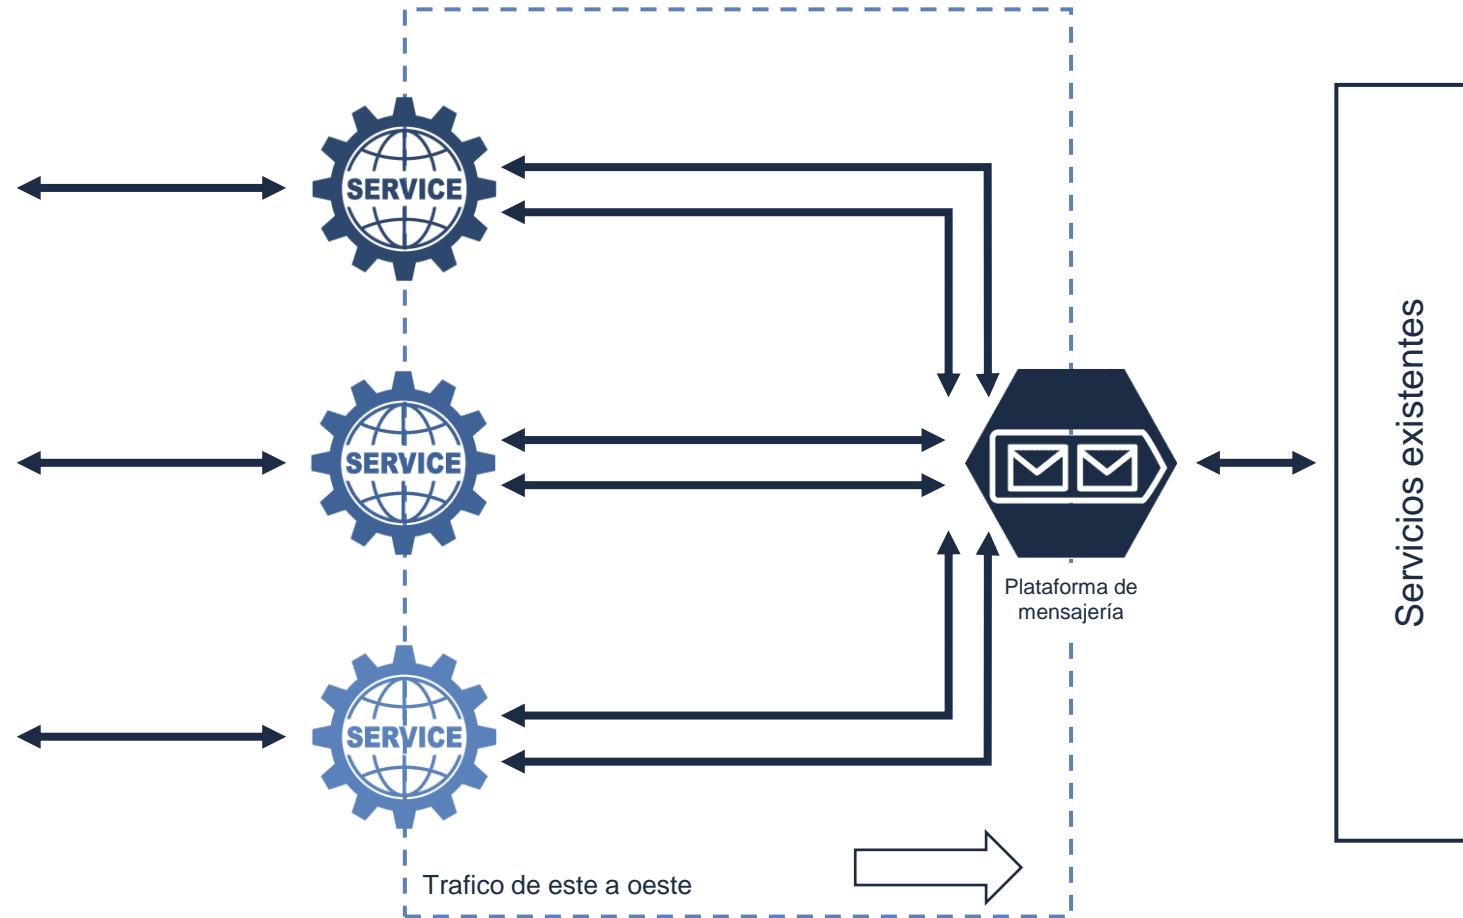 SERVICE
SERVICE
SERVICE
Plataforma de
mensajería
Servicios existentes
Trafico de este a oeste